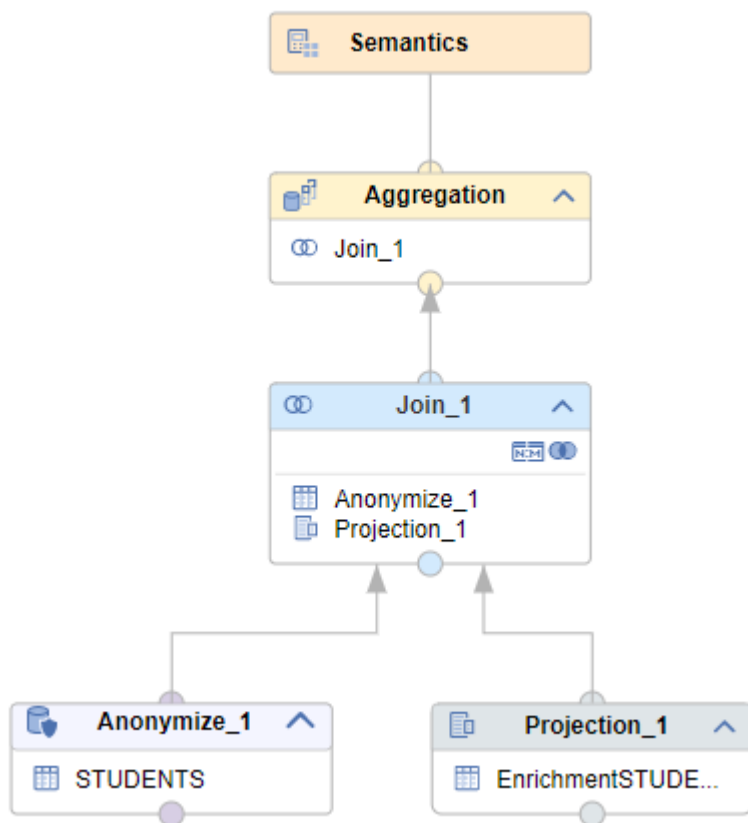 Semantics
Aggregation
Join_1
Join_1
N:M
Anonymize_1
Projection_1
Anonymize_1
STUDENTS
Projection_1
EnrichmentSTUDE...